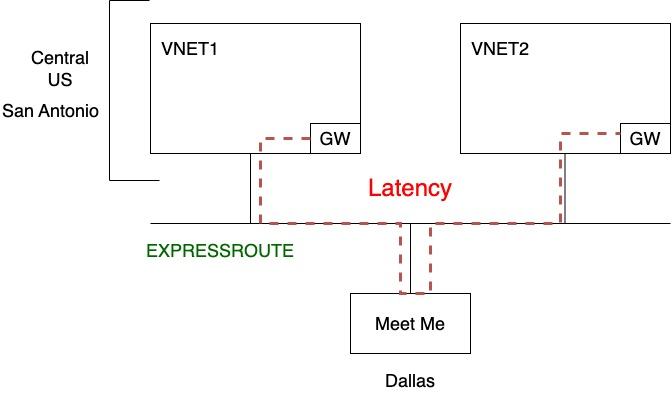 VNET1
VNET2
Central
US
San Antonio
GW
GW
Latency
EXPRESSROUTE
Meet Me
Dallas